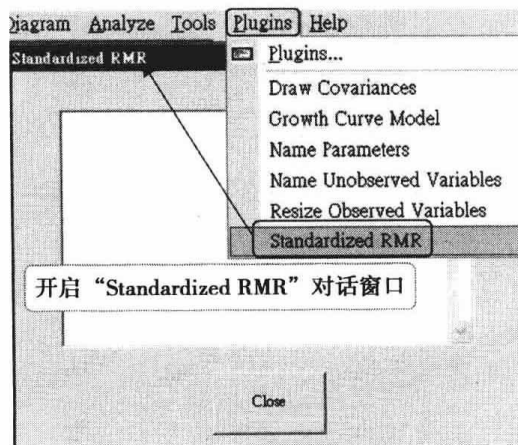 Diagram Analyze Tools Plugins Help
Standardized RMR
Plugins...
Draw Covariances
Growth Curve Model
Name Parameters
Name Unobserved Variables
Resize Observed Variables
Standardized RMR
开启“Standardized RMR”对话窗口
Close